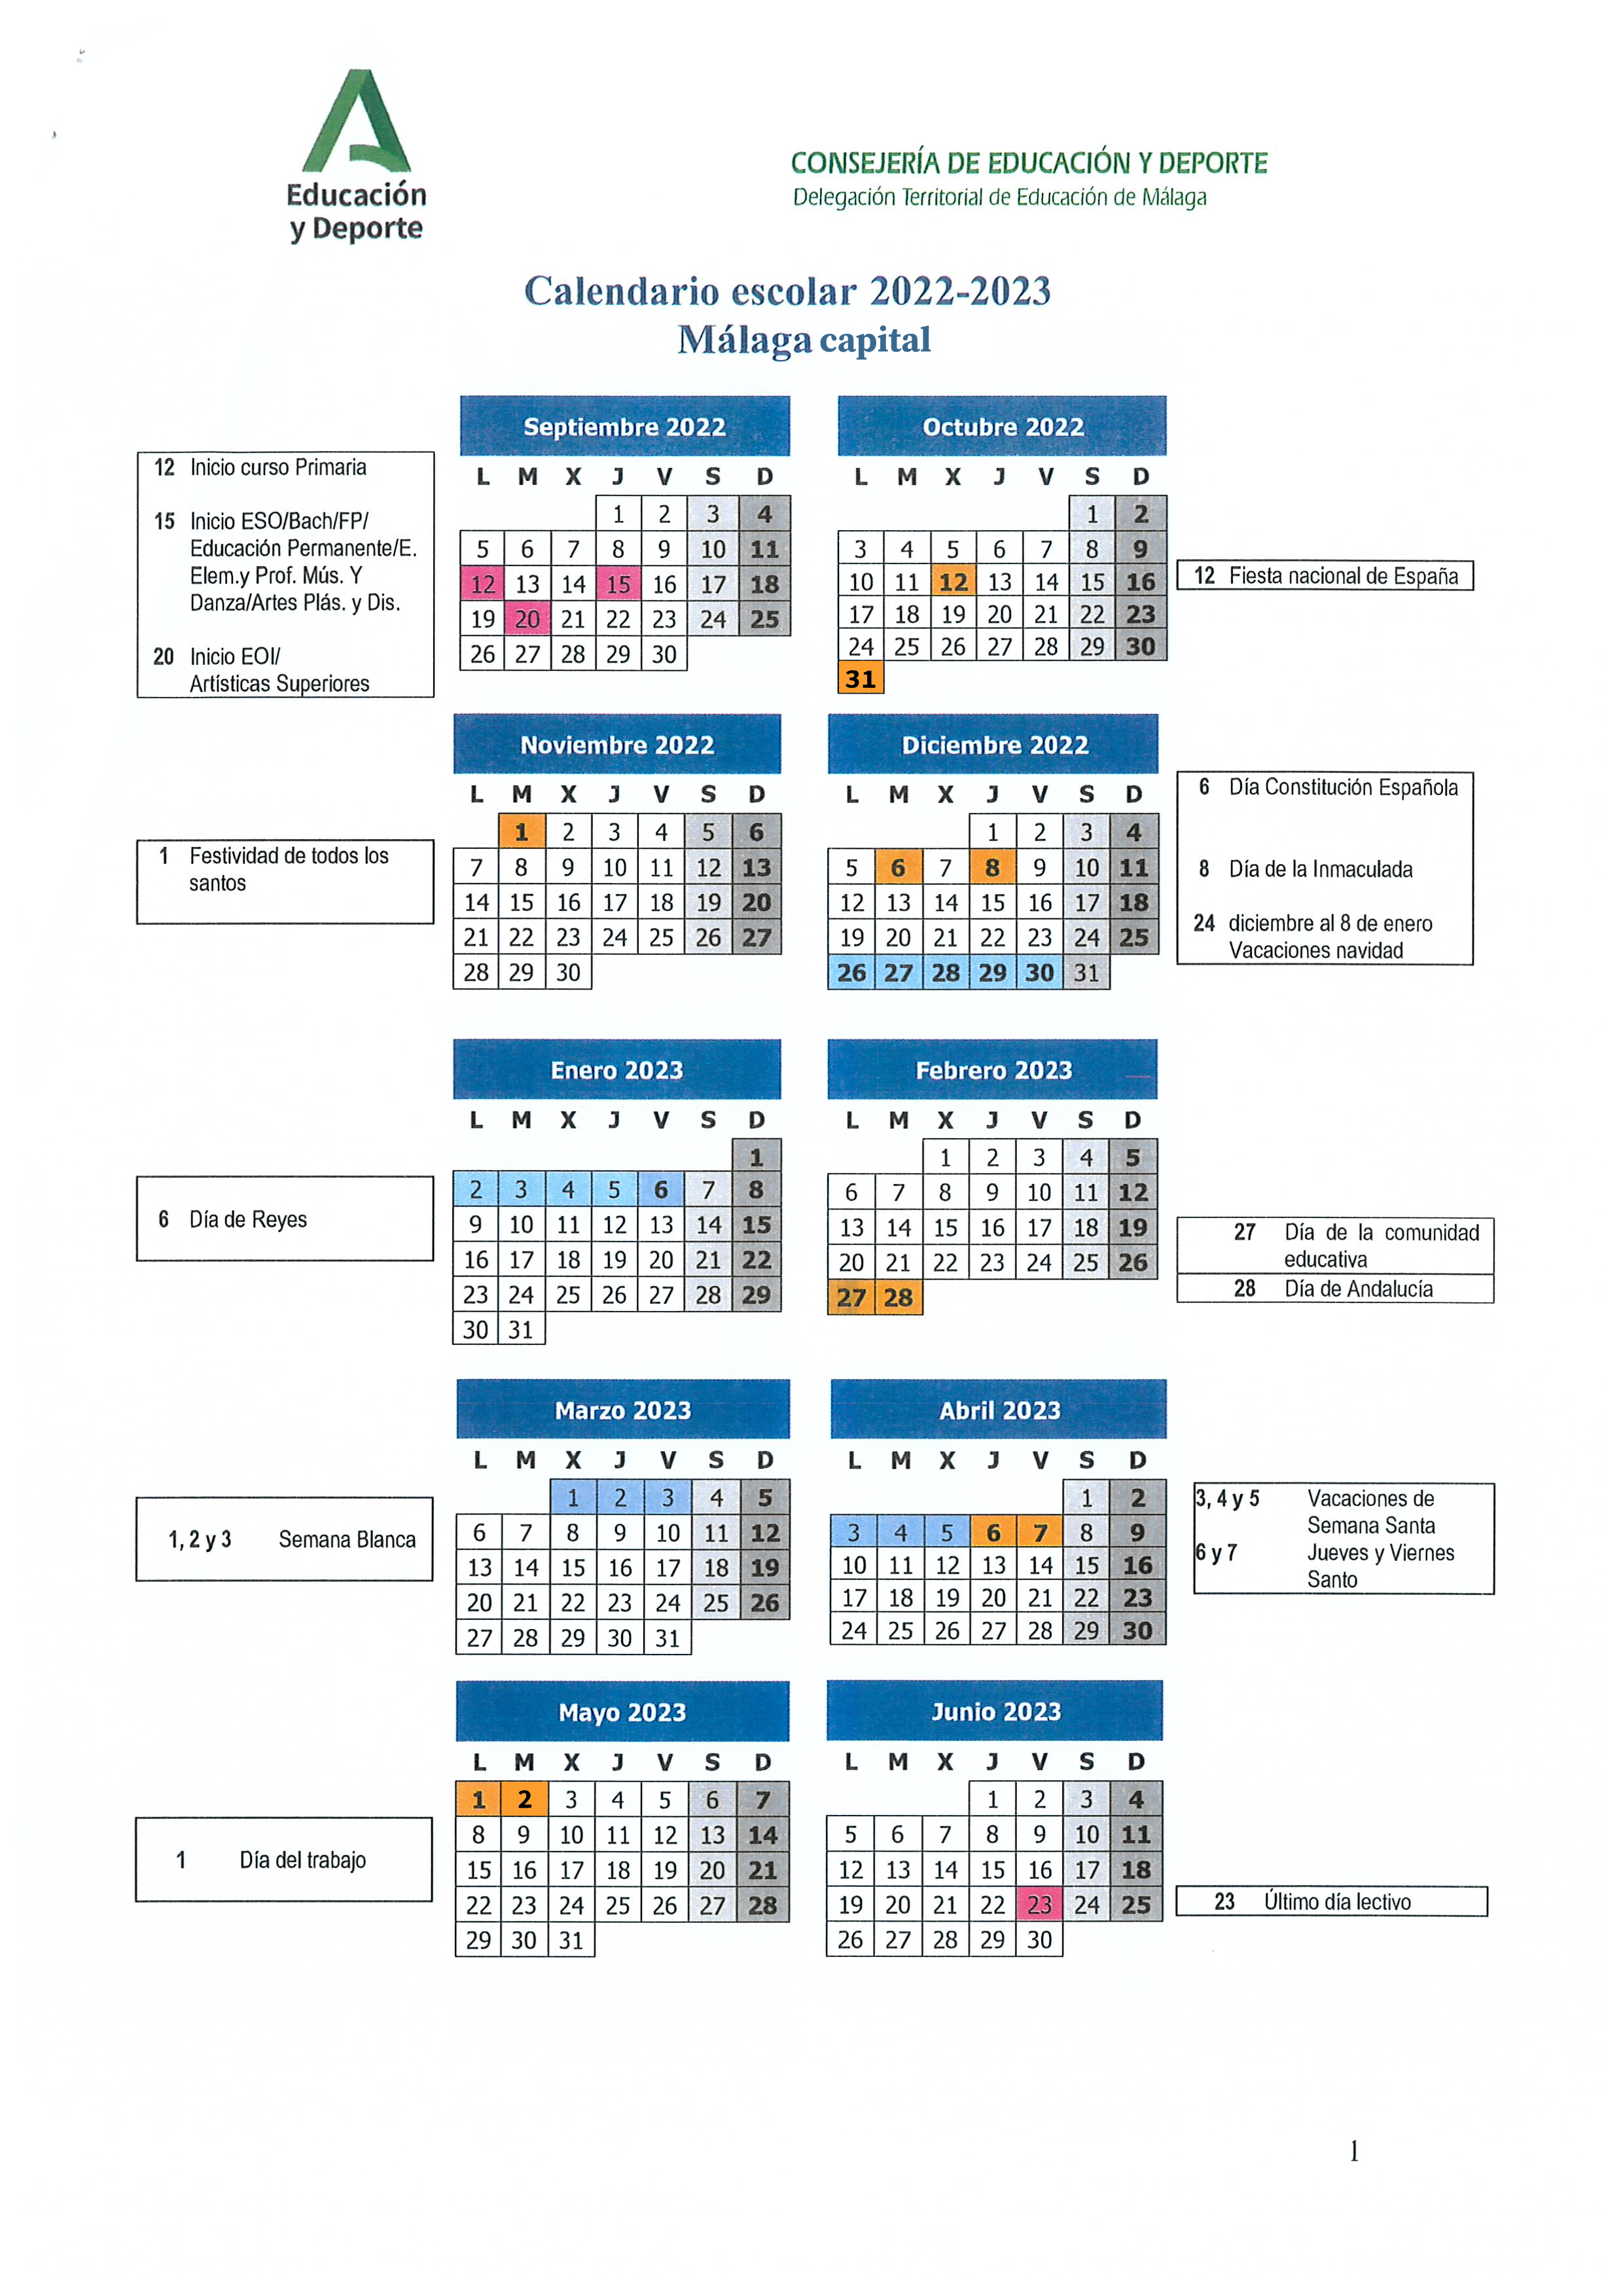 Educación
y Deporte
CONSEJERÍA DE EDUCACIÓN Y DEPORTE
Delegación Territorial de Educación de Málaga
Calendario escolar 2022-2023
Málaga capital
12 Inicio curso Primaria
15 Inicio ESO/Bach/FP/
Educación Permanente/E.
Elem.y Prof. Mús. Y
Danza/Artes Plás. y Dis.
20 Inicio EOI/
Artísticas Superiores
Septiembre 2022
L M X J V S D
1 2 3 4
5 6 7 8 9 10 11
12 13 14 15 16 17 18
19 20 21 22 23 24 25
26 27 28 29 30
Octubre 2022
L M X J V S D
1 2
3 4 5 6 7 8 9
10 11 12 13 14 15 16
17 18 19 20 21 22 23
24 25 26 27 28 29 30
31
12 Fiesta nacional de España
1 Festividad de todos los
santos
Noviembre 2022
L M X J V S D
1 2 3 4 5 6
7 8 9 10 11 12 13
14 15 16 17 18 19 20
21 22 23 24 25 26 27
28 29 30
Diciembre 2022
L M X J V S D
1 2 3 4
5 6 7 8 9 10 11
12 13 14 15 16 17 18
19 20 21 22 23 24 25
26 27 28 29 30 31
6 Día Constitución Española
8 Día de la Inmaculada
24 diciembre al 8 de enero
Vacaciones navidad
6 Día de Reyes
Enero 2023
L M X J V S D
1
2 3 4 5 6 7 8
9 10 11 12 13 14 15
16 17 18 19 20 21 22
23 24 25 26 27 28 29
30 31
Febrero 2023
L M X J V S D
1 2 3 4 5
6 7 8 9 10 11 12
13 14 15 16 17 18 19
20 21 22 23 24 25 26
27 28
27 Día de la comunidad
educativa
28 Día de Andalucía
1, 2 y 3 Semana Blanca
Marzo 2023
L M X J V S D
1 2 3 4 5
6 7 8 9 10 11 12
13 14 15 16 17 18 19
20 21 22 23 24 25 26
27 28 29 30 31
Abril 2023
L M X J V S D
1 2
3 4 5 6 7 8 9
10 11 12 13 14 15 16
17 18 19 20 21 22 23
24 25 26 27 28 29 30
3, 4 y 5 Vacaciones de
Semana Santa
6 y 7 Jueves y Viernes
Santo
1 Día del trabajo
Mayo 2023
L M X J V S D
1 2 3 4 5 6 7
8 9 10 11 12 13 14
15 16 17 18 19 20 21
22 23 24 25 26 27 28
29 30 31
Junio 2023
L M X J V S D
1 2 3 4
5 6 7 8 9 10 11
12 13 14 15 16 17 18
19 20 21 22 23 24 25
26 27 28 29 30
23 Último día lectivo
1